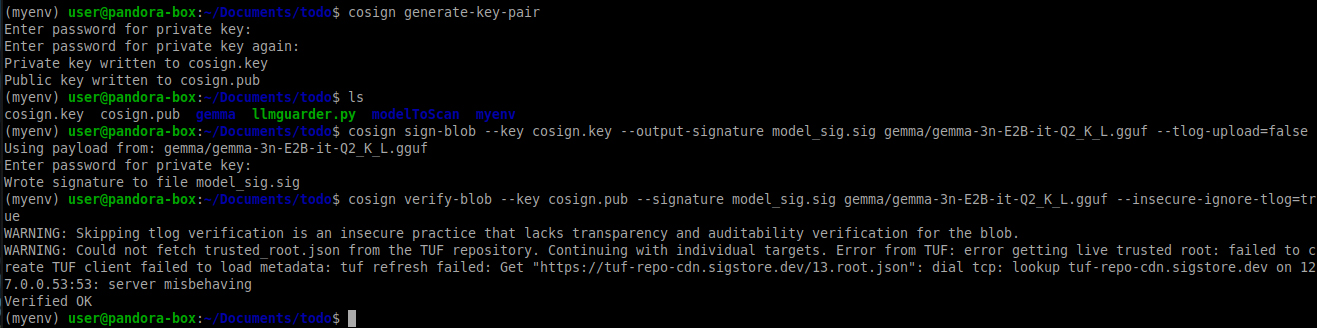 (myenv) user@pandora-box:~/Documents/todo$ cosign generate-key-pair
Enter password for private key:
Enter password for private key again:
Private key written to cosign.key
Public key written to cosign.pub
(myenv) user@pandora-box:~/Documents/todo$ ls
cosign.key  cosign.pub  gemma  llmguarder.py  modelToScan  myenv
(myenv) user@pandora-box:~/Documents/todo$ cosign sign-blob --key cosign.key --output-signature model_sig.sig gemma/gemma-3n-E2B-it-Q2_K_L.gguf --tlog-upload=false
Using payload from: gemma/gemma-3n-E2B-it-Q2_K_L.gguf
Enter password for private key:
Wrote signature to file model_sig.sig
(myenv) user@pandora-box:~/Documents/todo$ cosign verify-blob --key cosign.pub --signature model_sig.sig gemma/gemma-3n-E2B-it-Q2_K_L.gguf --insecure-ignore-tlog=tr
ue
WARNING: Skipping tlog verification is an insecure practice that lacks transparency and auditability verification for the blob.
WARNING: Could not fetch trusted_root.json from the TUF repository. Continuing with individual targets. Error from TUF: error getting live trusted root: failed to c
reate TUF client failed to load metadata: tuf refresh failed: Get "https://tuf-repo-cdn.sigstore.dev/13.root.json": dial tcp: lookup tuf-repo-cdn.sigstore.dev on 12
7.0.0.53:53: server misbehaving
Verified OK
(myenv) user@pandora-box:~/Documents/todo$